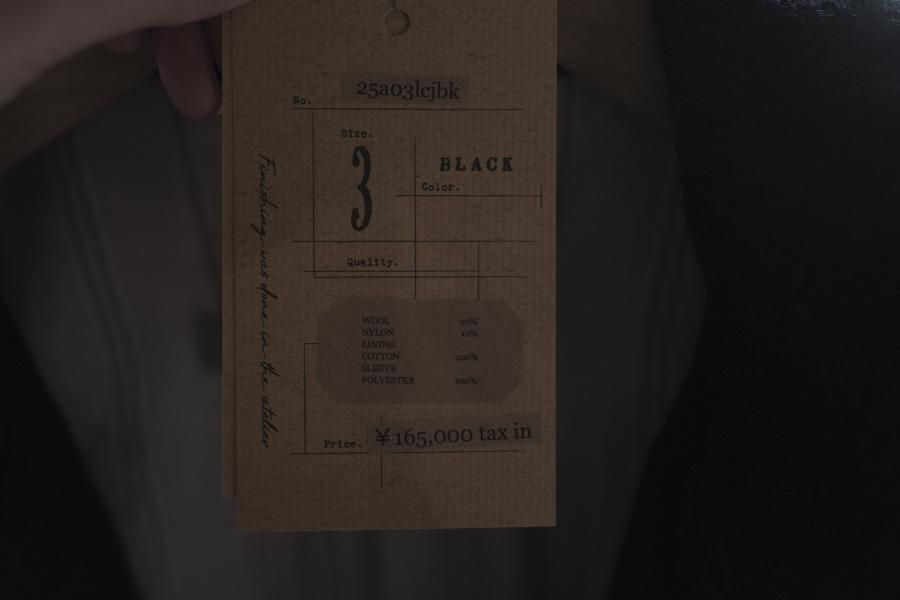 No. 25a03lcjbk
Size.
3
BLACK
Color.
Quality.
WOOL 90%
NYLON 10%
LINING
COTTON 100%
SLEEVE
POLYESTER 100%
Price. ¥165,000 tax in
Finishing was done in the atelier